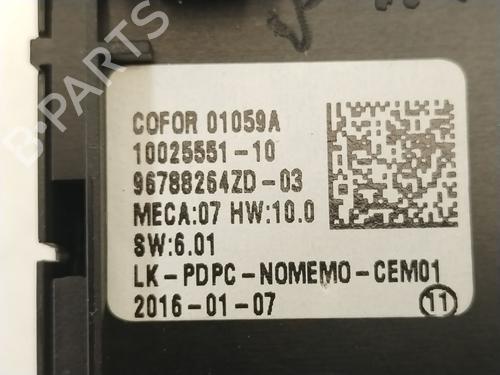 COFOR 01059A
10025551-10
96788264ZD-03
MECA:07 HW:10.0
SW:6.01
LK-PDPC-NOMEMO-CEM01
2016-01-07
11
B-PARTS